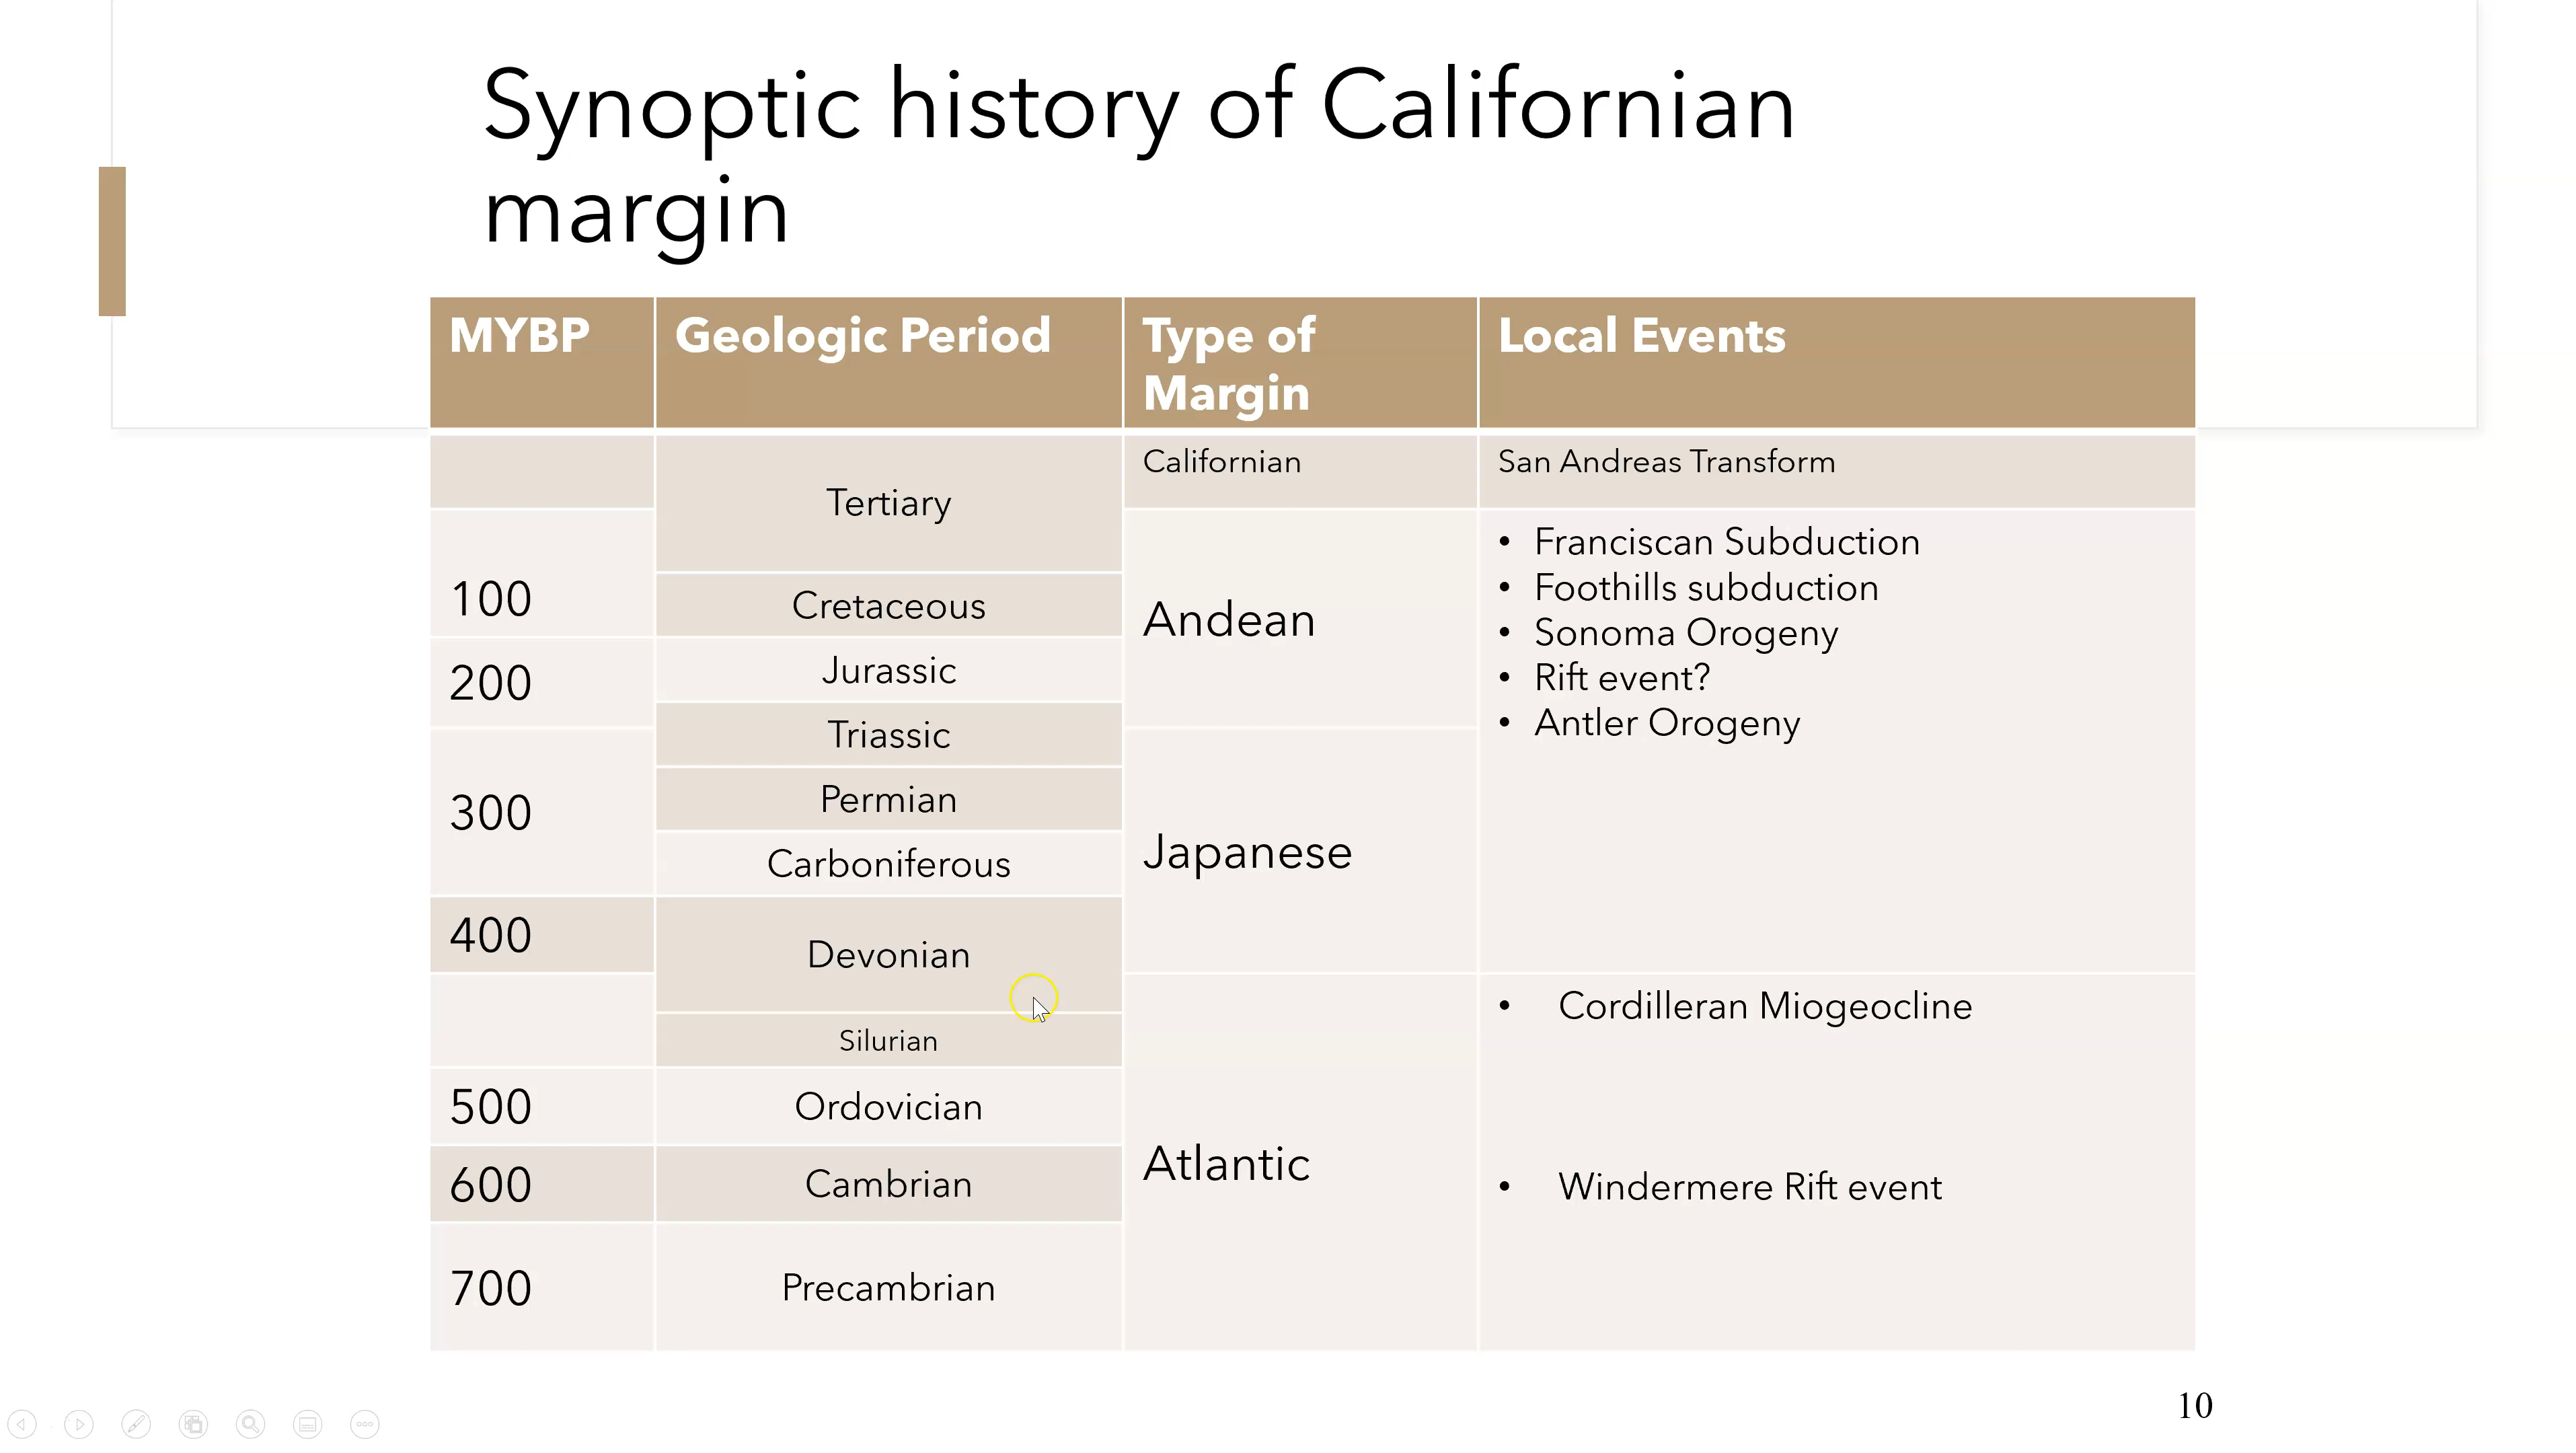 Synoptic history of Californian
margin
MYBP
Geologic Period
Type of
Margin
Local Events
Tertiary
Californian
San Andreas Transform
100
Cretaceous
Andean
• Franciscan Subduction
• Foothills subduction
• Sonoma Orogeny
• Rift event?
• Antler Orogeny
200
Jurassic
Triassic
300
Permian
Carboniferous
Japanese
400
Devonian
Silurian
Atlantic
• Cordilleran Miogeocline
• Windermere Rift event
500
Ordovician
600
Cambrian
700
Precambrian
10